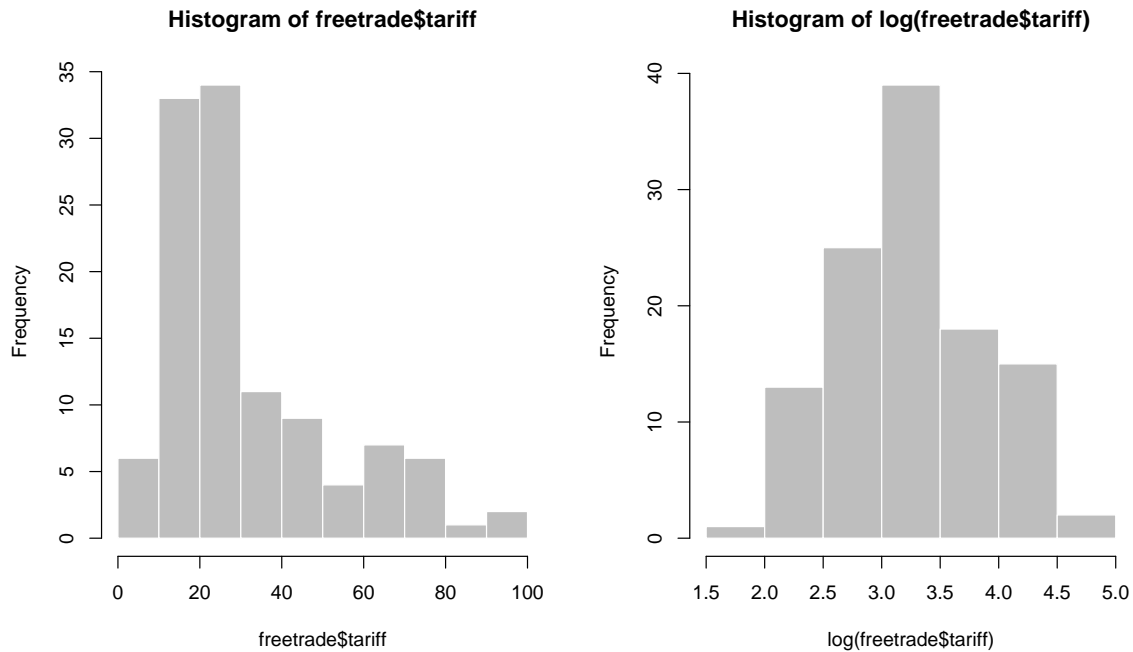 Histogram of freetrade$tariff
Frequency
35
30
25
20
15
10
5
0
0 20 40 60 80 100
freetrade$tariff
Histogram of log(freetrade$tariff)
Frequency
40
30
20
10
0
1.5 2.0 2.5 3.0 3.5 4.0 4.5 5.0
log(freetrade$tariff)